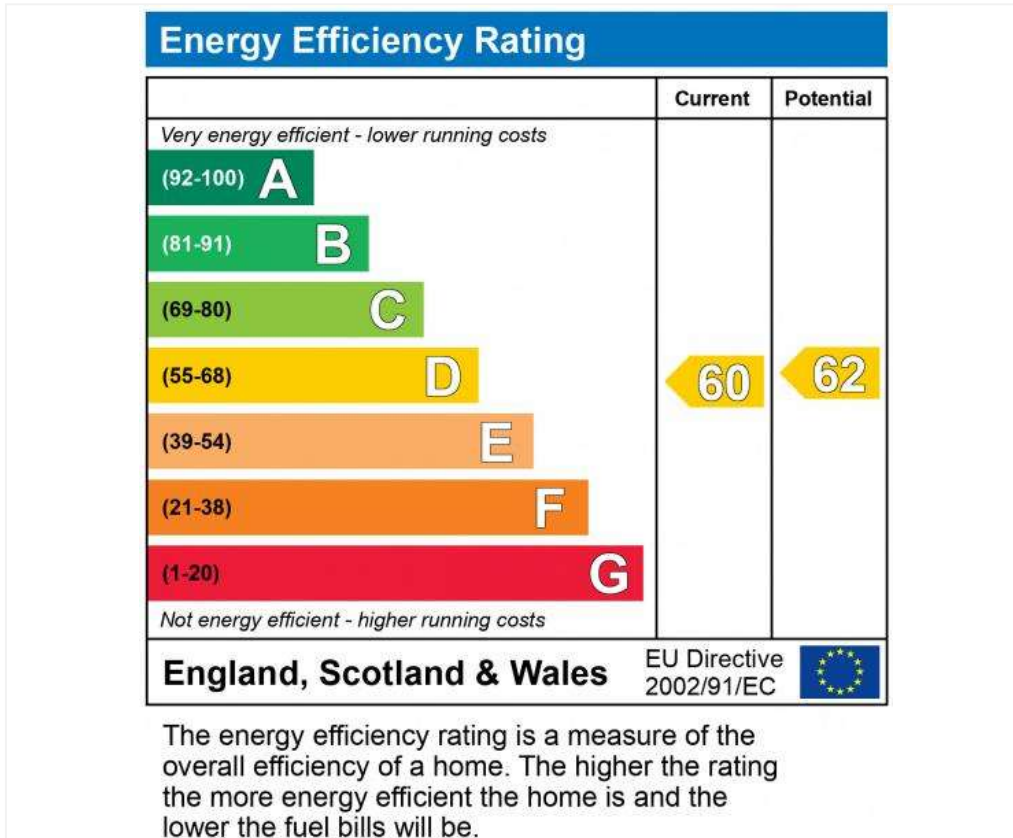 Energy Efficiency Rating
Current Potential
Very energy efficient - lower running costs
(92-100) A
(81-91) B
(69-80) C
(55-68) D 60 62
(39-54) E
(21-38) F
(1-20) G
Not energy efficient - higher running costs
England, Scotland & Wales
EU Directive
2002/91/EC
The energy efficiency rating is a measure of the
overall efficiency of a home. The higher the rating
the more energy efficient the home is and the
lower the fuel bills will be.